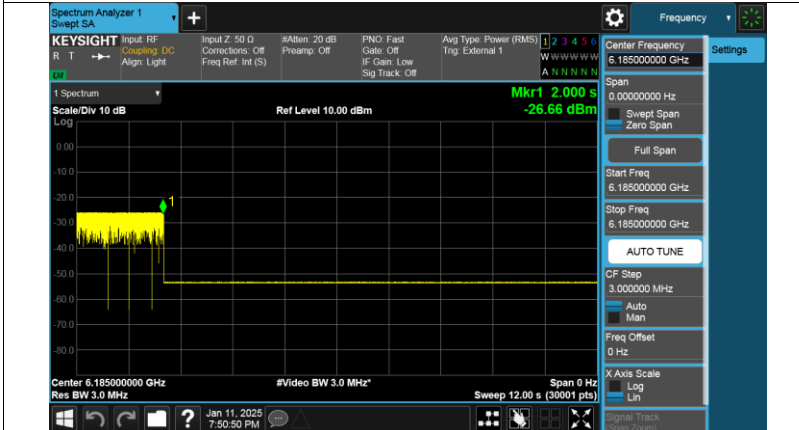 Spectrum Analyzer 1
Swept SA
+
Frequency
KEYSIGHT
R T
LXI
Input: RF
Coupling: DC
Align: Light
Input Z: 50 Ω
Corrections: Off
Freq Ref: Int (S)
#Atten: 20 dB
Preamp: Off
PNO: Fast
Gate: Off
IF Gain: Low
Sig Track: Off
Avg Type: Power (RMS)
Trig: External 1
1 2 3 4 5 6
W W W W W W
A N N N N N
Center Frequency
6.185000000 GHz
Settings
Span
0.00000000 Hz
Swept Span
Zero Span
Full Span
Start Freq
6.185000000 GHz
Stop Freq
6.185000000 GHz
AUTO TUNE
CF Step
3.000000 MHz
Auto
Man
Freq Offset
0 Hz
X Axis Scale
Log
Lin
Signal Track
(Span Zoom)
1 Spectrum
Scale/Div 10 dB
Ref Level 10.00 dBm
Mkr1 2.000 s
-26.66 dBm
Log
0.00
-10.0
-20.0
-30.0
-40.0
-50.0
-60.0
-70.0
-80.0
1
Center 6.185000000 GHz
#Video BW 3.0 MHz*
Span 0 Hz
Res BW 3.0 MHz
Sweep 12.00 s (30001 pts)
?
Jan 11, 2025
7:50:50 PM